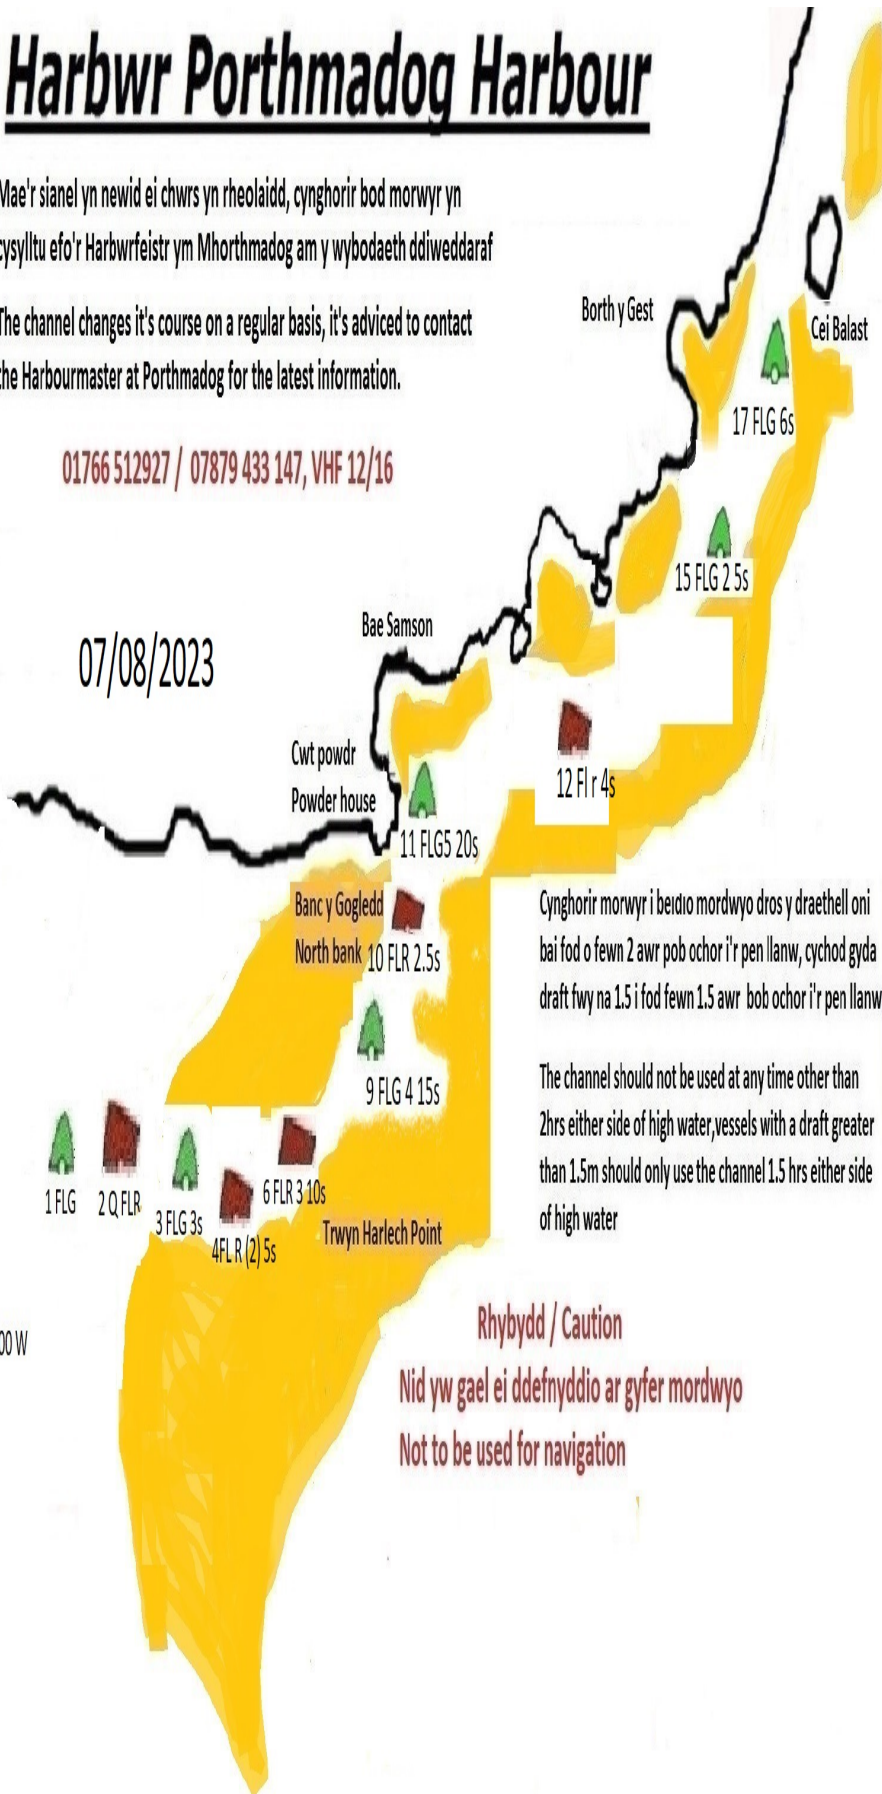 Harbwr Porthmadog Harbour
Mae'r sianel yn newid ei chwrs yn rheolaidd, cynghorir bod morwyr yn
cysylltu efo'r Harbwrfeistr ym Mhorthmadog am y wybodaeth ddiweddaraf
The channel changes it's course on a regular basis, it's adviced to contact
the Harbourmaster at Porthmadog for the latest information.
01766 512927 / 07879 433 147, VHF 12/16
Borth y Gest
Cei Balast
17 FLG 6s
15 FLG 2 5s
Bae Samson
07/08/2023
Cwt powdr
Powder house
12 Fl r 4s
11 FLG5 20s
Banc y Gogledd
North bank
10 FLR 2.5s
Cynghorir morwyr i beidio mordwyo dros y draethell oni
bai fod o fewn 2 awr pob ochor i'r pen llanw, cychod gyda
draft fwy na 1.5 i fod fewn 1.5 awr bob ochor i'r pen llanw
9 FLG 4 15s
The channel should not be used at any time other than
2hrs either side of high water,vessels with a draft greater
than 1.5m should only use the channel 1.5 hrs either side
of high water
1 FLG
2 Q FLR
3 FLG 3s
4FL R (2) 5s
6 FLR 3 10s
Trwyn Harlech Point
00 W
Rhybydd / Caution
Nid yw gael ei ddefnyddio ar gyfer mordwyo
Not to be used for navigation